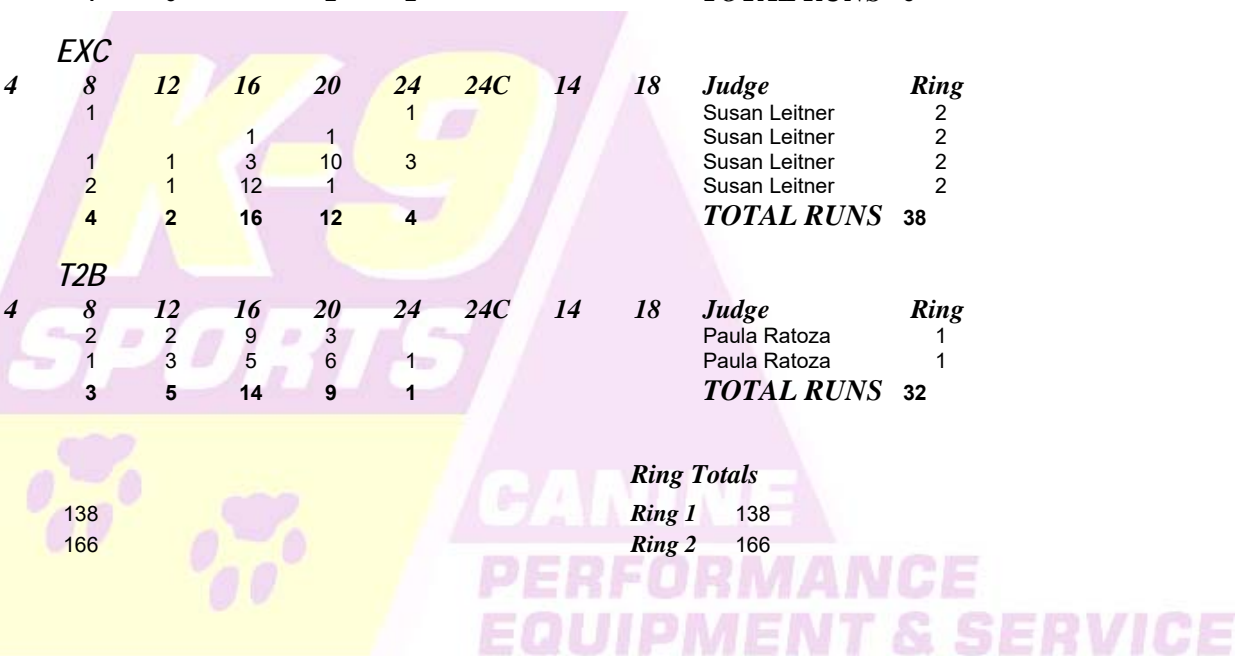 EXC
4 8 12 16 20 24 24C 14 18 Judge Ring
1 1 Susan Leitner 2
1 1 Susan Leitner 2
1 1 3 10 3 Susan Leitner 2
2 1 12 1 Susan Leitner 2
4 2 16 12 4 TOTAL RUNS 38
T2B
4 8 12 16 20 24 24C 14 18 Judge Ring
2 2 9 3 Paula Ratoza 1
1 3 5 6 1 Paula Ratoza 1
3 5 14 9 1 TOTAL RUNS 32
Ring Totals
138 Ring 1 138
166 Ring 2 166
K-9
SPORTS
CANINE
PERFORMANCE
EQUIPMENT & SERVICE